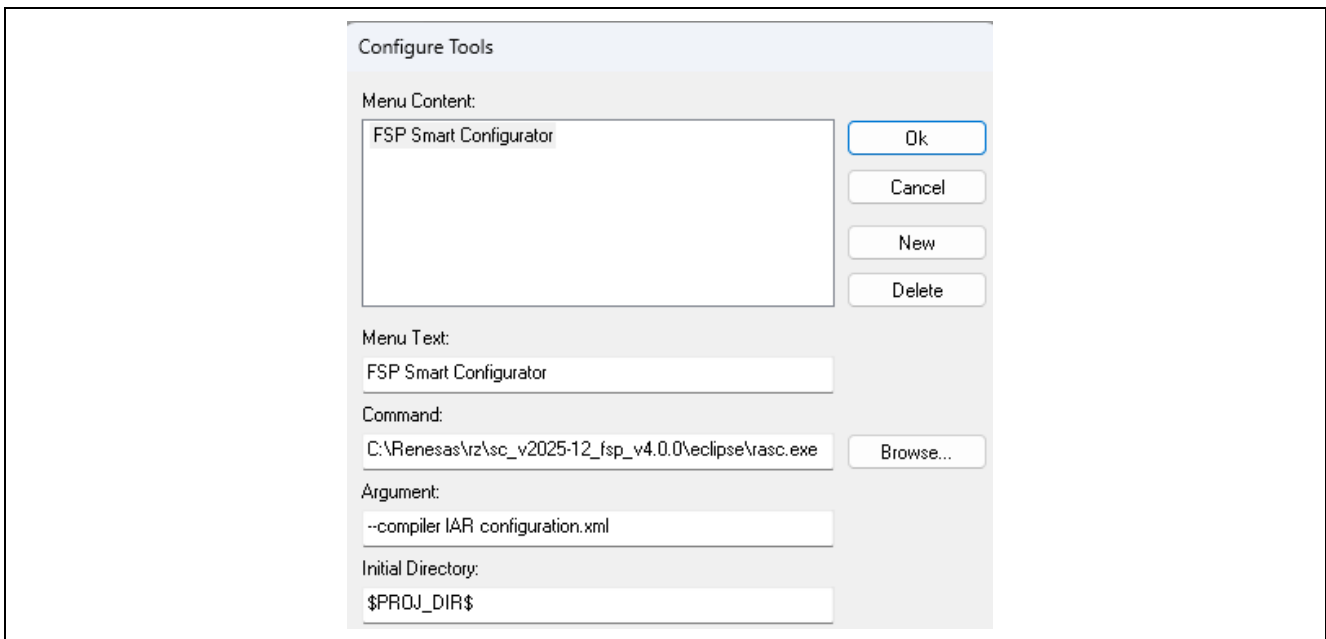 Configure Tools
Menu Content:
FSP Smart Configurator
Ok
Cancel
New
Delete
Menu Text:
FSP Smart Configurator
Command:
C:\Renesas\rz\sc_v2025-12_fsp_v4.0.0\eclipse\rasc.exe
Browse...
Argument:
--compiler IAR configuration.xml
Initial Directory:
$PROJ_DIR$